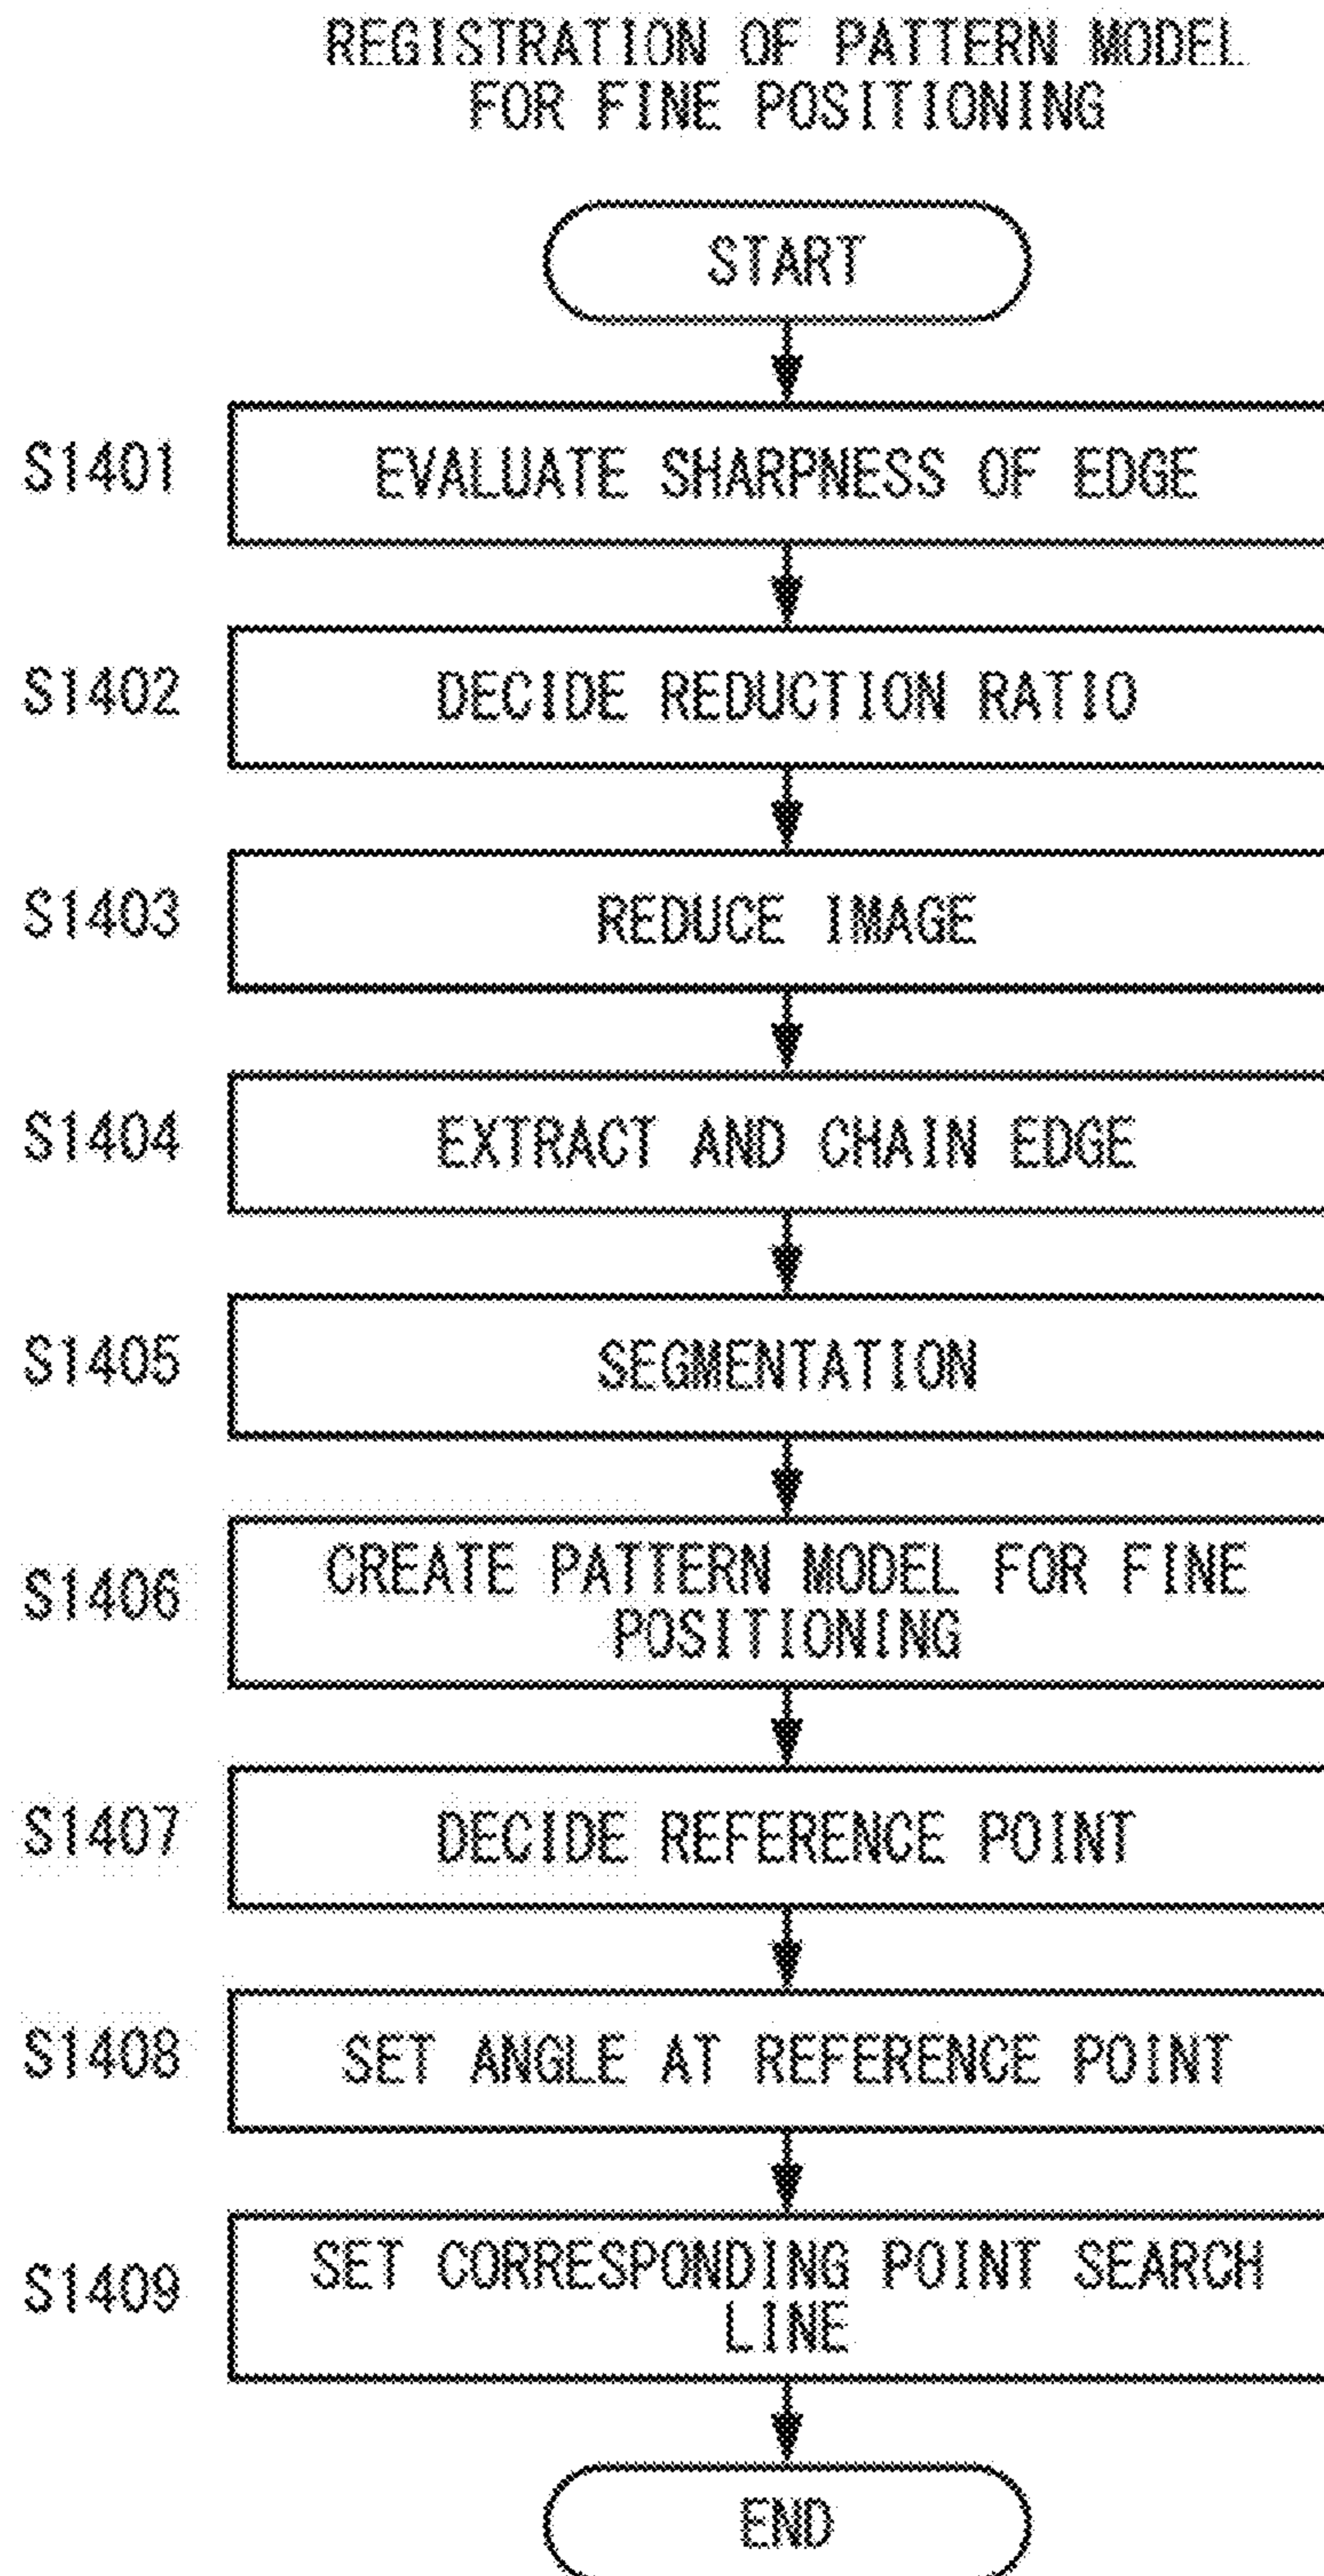 REGISTRATION OF PATTERN MODEL
FOR FINE POSITIONING
START
S1401
EVALUATE SHARPNESS OF EDGE
S1402
DECIDE REDUCTION RATIO
S1403
REDUCE IMAGE
S1404
EXTRACT AND CHAIN EDGE
S1405
SEGMENTATION
S1406
CREATE PATTERN MODEL FOR FINE
POSITIONING
S1407
DECIDE REFERENCE POINT
S1408
SET ANGLE AT REFERENCE POINT
S1409
SET CORRESPONDING POINT SEARCH
LINE
END